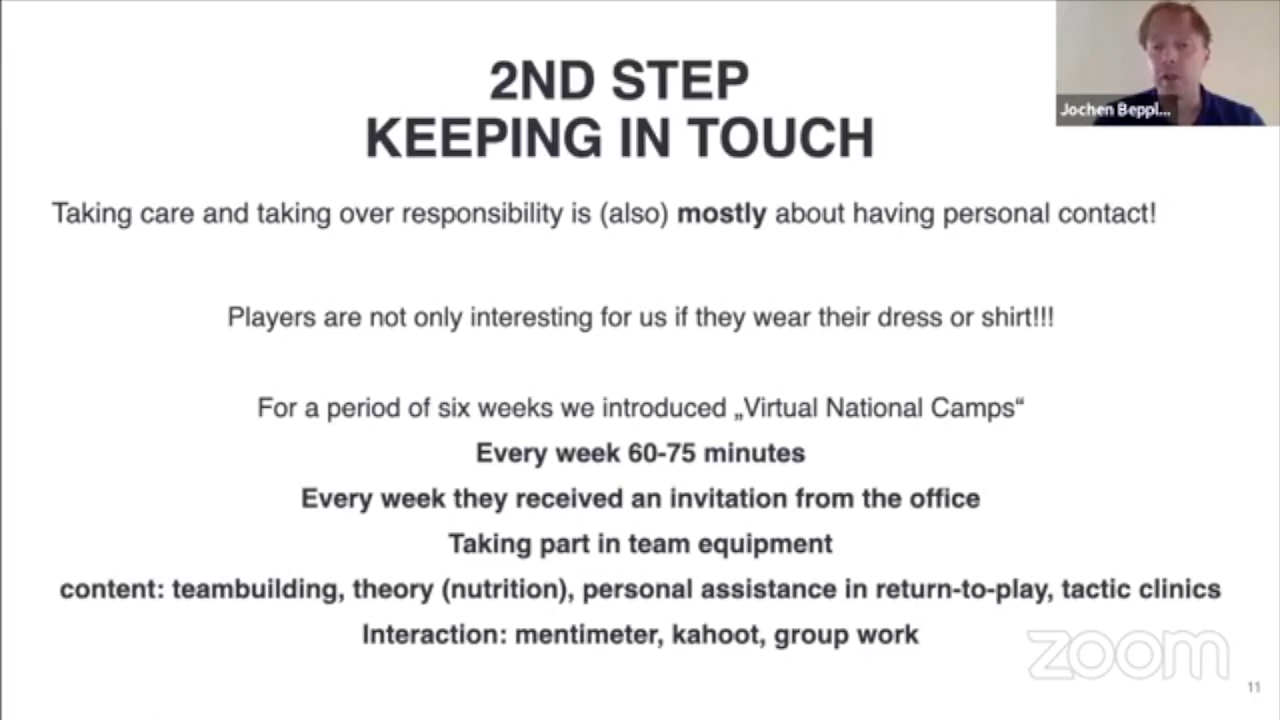 2ND STEP
KEEPING IN TOUCH
Jochen Beppl...
Taking care and taking over responsibility is (also) mostly about having personal contact!
Players are not only interesting for us if they wear their dress or shirt!!!
For a period of six weeks we introduced „Virtual National Camps“
Every week 60-75 minutes
Every week they received an invitation from the office
Taking part in team equipment
content: teambuilding, theory (nutrition), personal assistance in return-to-play, tactic clinics
Interaction: mentimeter, kahoot, group work
zoom
11